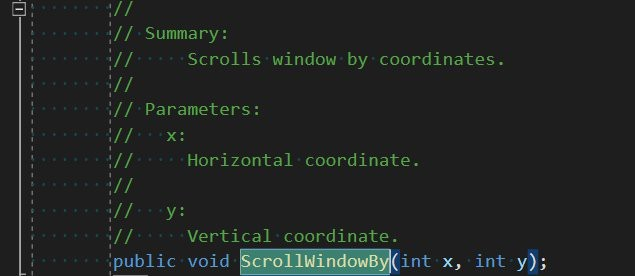 //
// Summary:
//     Scrolls window by coordinates.
//
// Parameters:
//   x:
//     Horizontal coordinate.
//
//   y:
//     Vertical coordinate.
public void ScrollWindowBy(int x, int y);